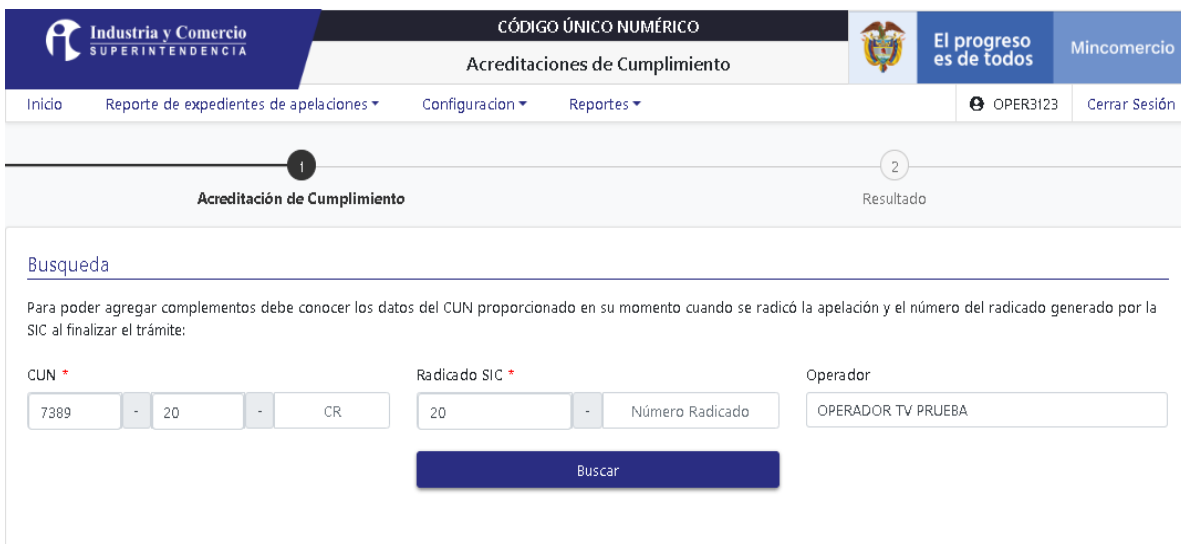 Industria y Comercio
SUPERINTENDENCIA
CÓDIGO ÚNICO NUMÉRICO
Acreditaciones de Cumplimiento
El progreso
es de todos
Mincomercio
Inicio Reporte de expedientes de apelaciones Configuracion Reportes OPER3123 Cerrar Sesión
1 2
Acreditación de Cumplimiento Resultado
Busqueda
Para poder agregar complementos debe conocer los datos del CUN proporcionado en su momento cuando se radicó la apelación y el número del radicado generado por la
SIC al finalizar el trámite:
CUN * Radicado SIC * Operador
7389 - 20 - CR 20 - Número Radicado OPERADOR TV PRUEBA
Buscar